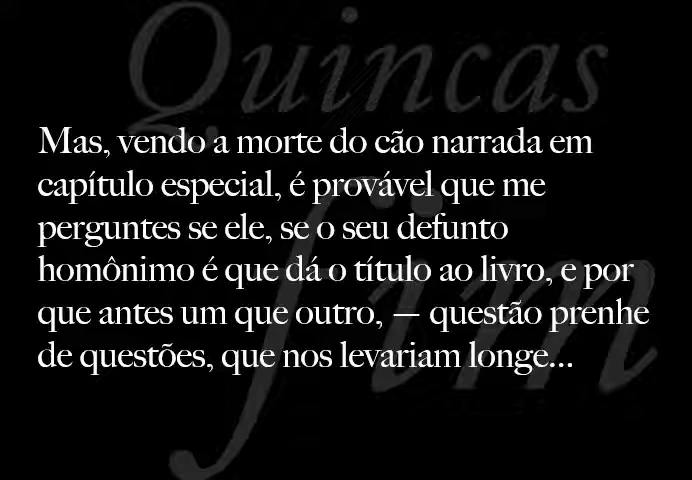 Quincas
Mas, vendo a morte do cão narrada em
capítulo especial, é provável que me
perguntes se ele, se o seu defunto
homônimo é que dá o título ao livro, e por
que antes um que outro, — questão prenhe
de questões, que nos levariam longe...
fim